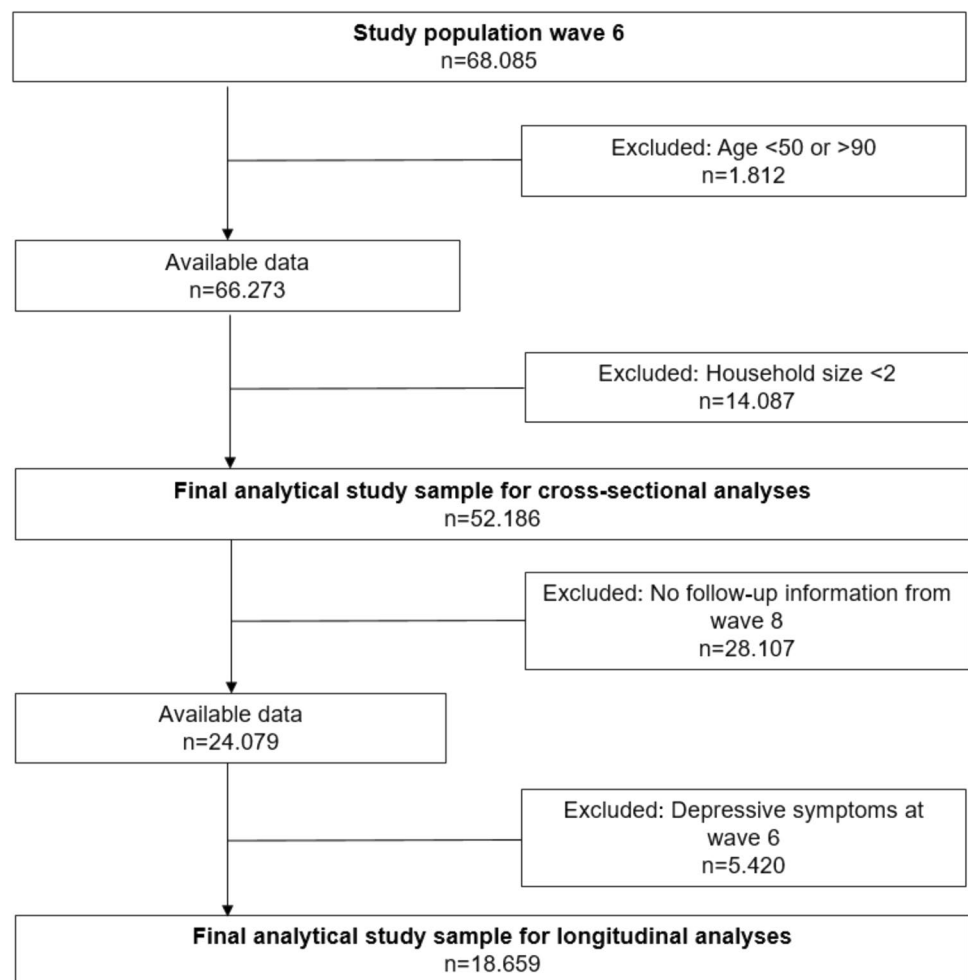 Study population wave 6
n=68.085
Excluded: Age <50 or >90
n=1.812
Available data
n=66.273
Excluded: Household size <2
n=14.087
Final analytical study sample for cross-sectional analyses
n=52.186
Excluded: No follow-up information from
wave 8
n=28.107
Available data
n=24.079
Excluded: Depressive symptoms at
wave 6
n=5.420
Final analytical study sample for longitudinal analyses
n=18.659